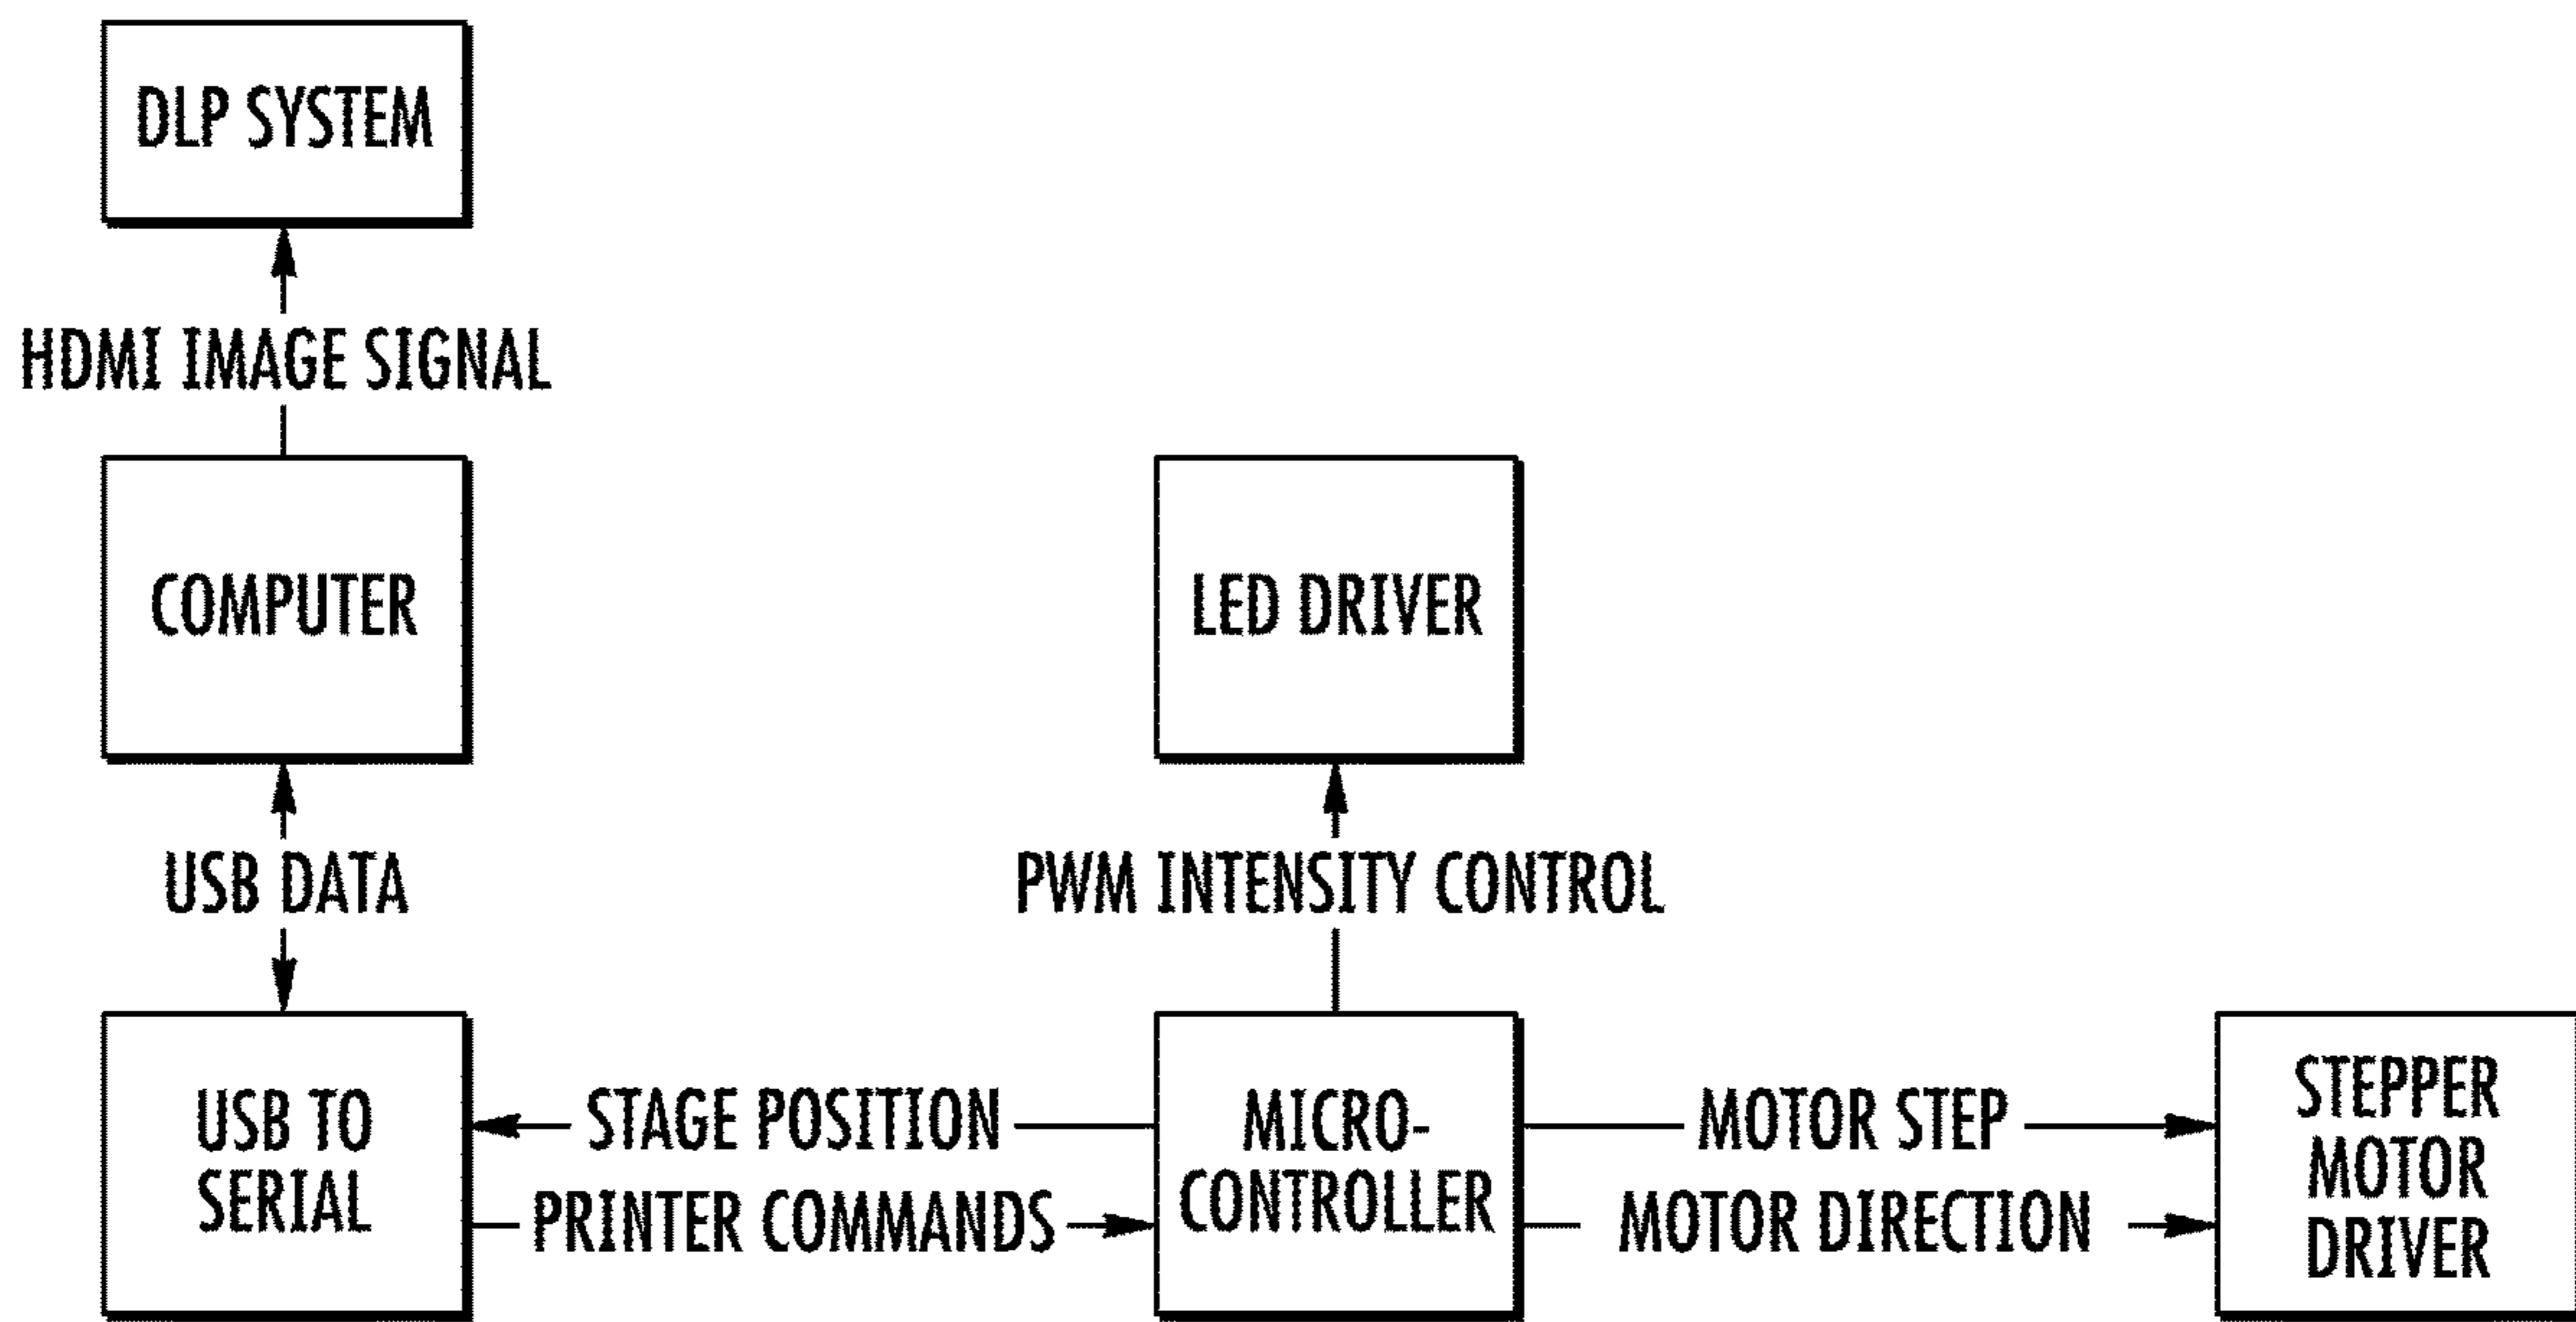 DLP SYSTEM
HDMI IMAGE SIGNAL
COMPUTER
LED DRIVER
USB DATA
PWM INTENSITY CONTROL
USB TO
SERIAL
STAGE POSITION
PRINTER COMMANDS
MICRO-
CONTROLLER
MOTOR STEP
MOTOR DIRECTION
STEPPER
MOTOR
DRIVER